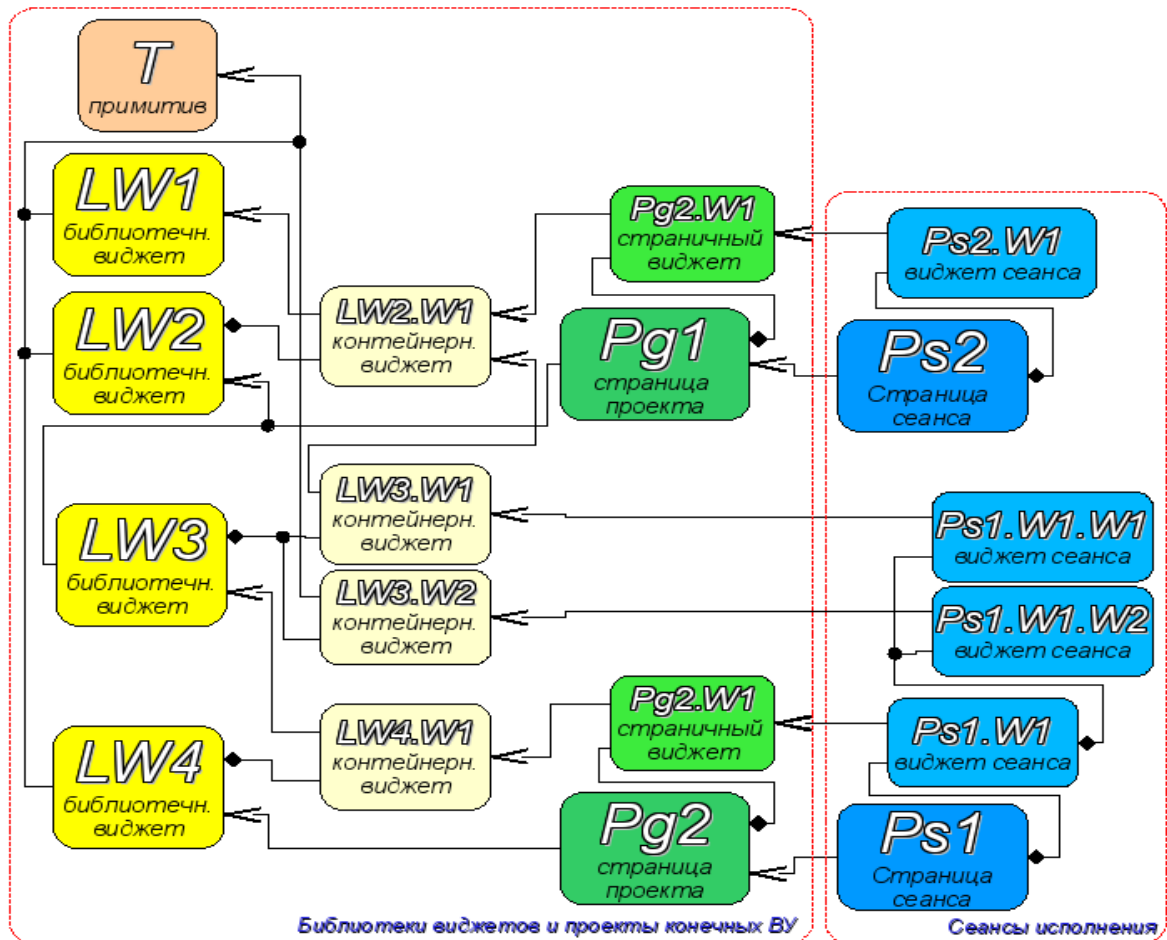 T
примитив
LW1
библиотечн.
виджет
LW2
библиотечн.
виджет
LW2.W1
контейнерн.
виджет
Pg2.W1
страничный
виджет
Pg1
страница
проекта
Ps2.W1
виджет сеанса
Ps2
Страница
сеанса
LW3
библиотечн.
виджет
LW3.W1
контейнерн.
виджет
LW3.W2
контейнерн.
виджет
Ps1.W1.W1
виджет сеанса
Ps1.W1.W2
виджет сеанса
LW4
библиотечн.
виджет
LW4.W1
контейнерн.
виджет
Pg2.W1
страничный
виджет
Pg2
страница
проекта
Ps1.W1
виджет сеанса
Ps1
Страница
сеанса
Библиотеки виджетов и проекты конечных ВУ
Сеансы исполнения